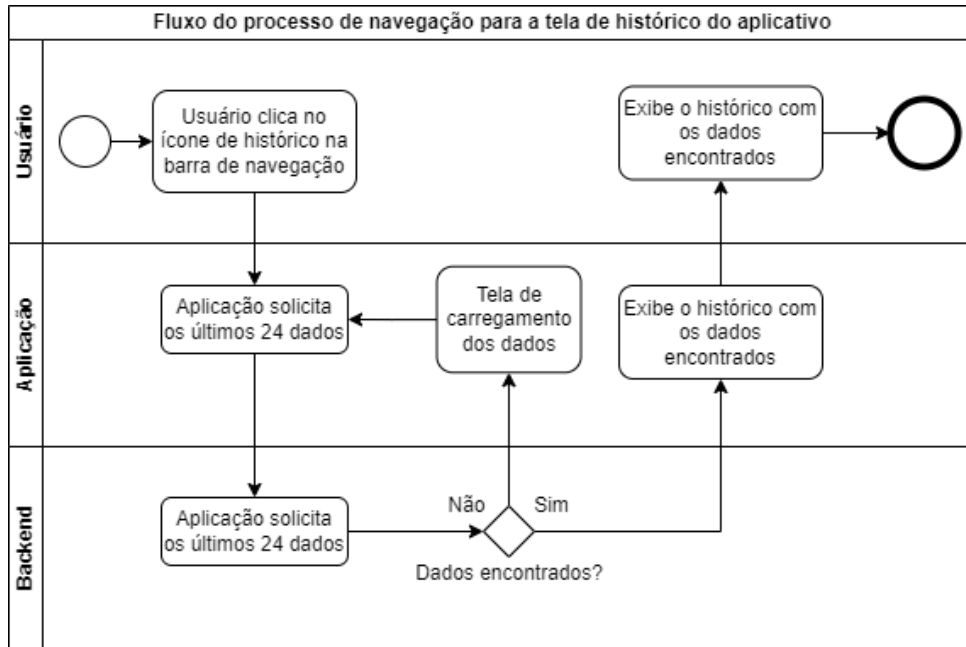 Fluxo do processo de navegação para a tela de histórico do aplicativo
Usuário
Usuário clica no
ícone de histórico na
barra de navegação
Exibe o histórico com
os dados
encontrados
Aplicação
Aplicação solicita
os últimos 24 dados
Tela de
carregamento
dos dados
Exibe o histórico com
os dados
encontrados
Backend
Aplicação solicita
os últimos 24 dados
Não
Sim
Dados encontrados?